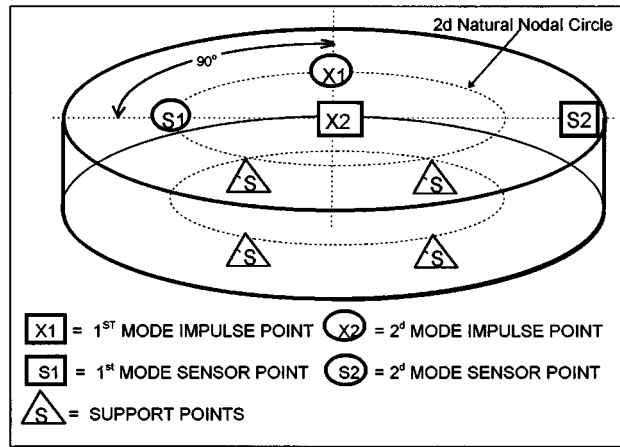 2d Natural Nodal Circle
90°
X1
S1 X2 S2
S S
S S
X1 = 1ST MODE IMPULSE POINT X2 = 2d MODE IMPULSE POINT
S1 = 1st MODE SENSOR POINT S2 = 2d MODE SENSOR POINT
S = SUPPORT POINTS